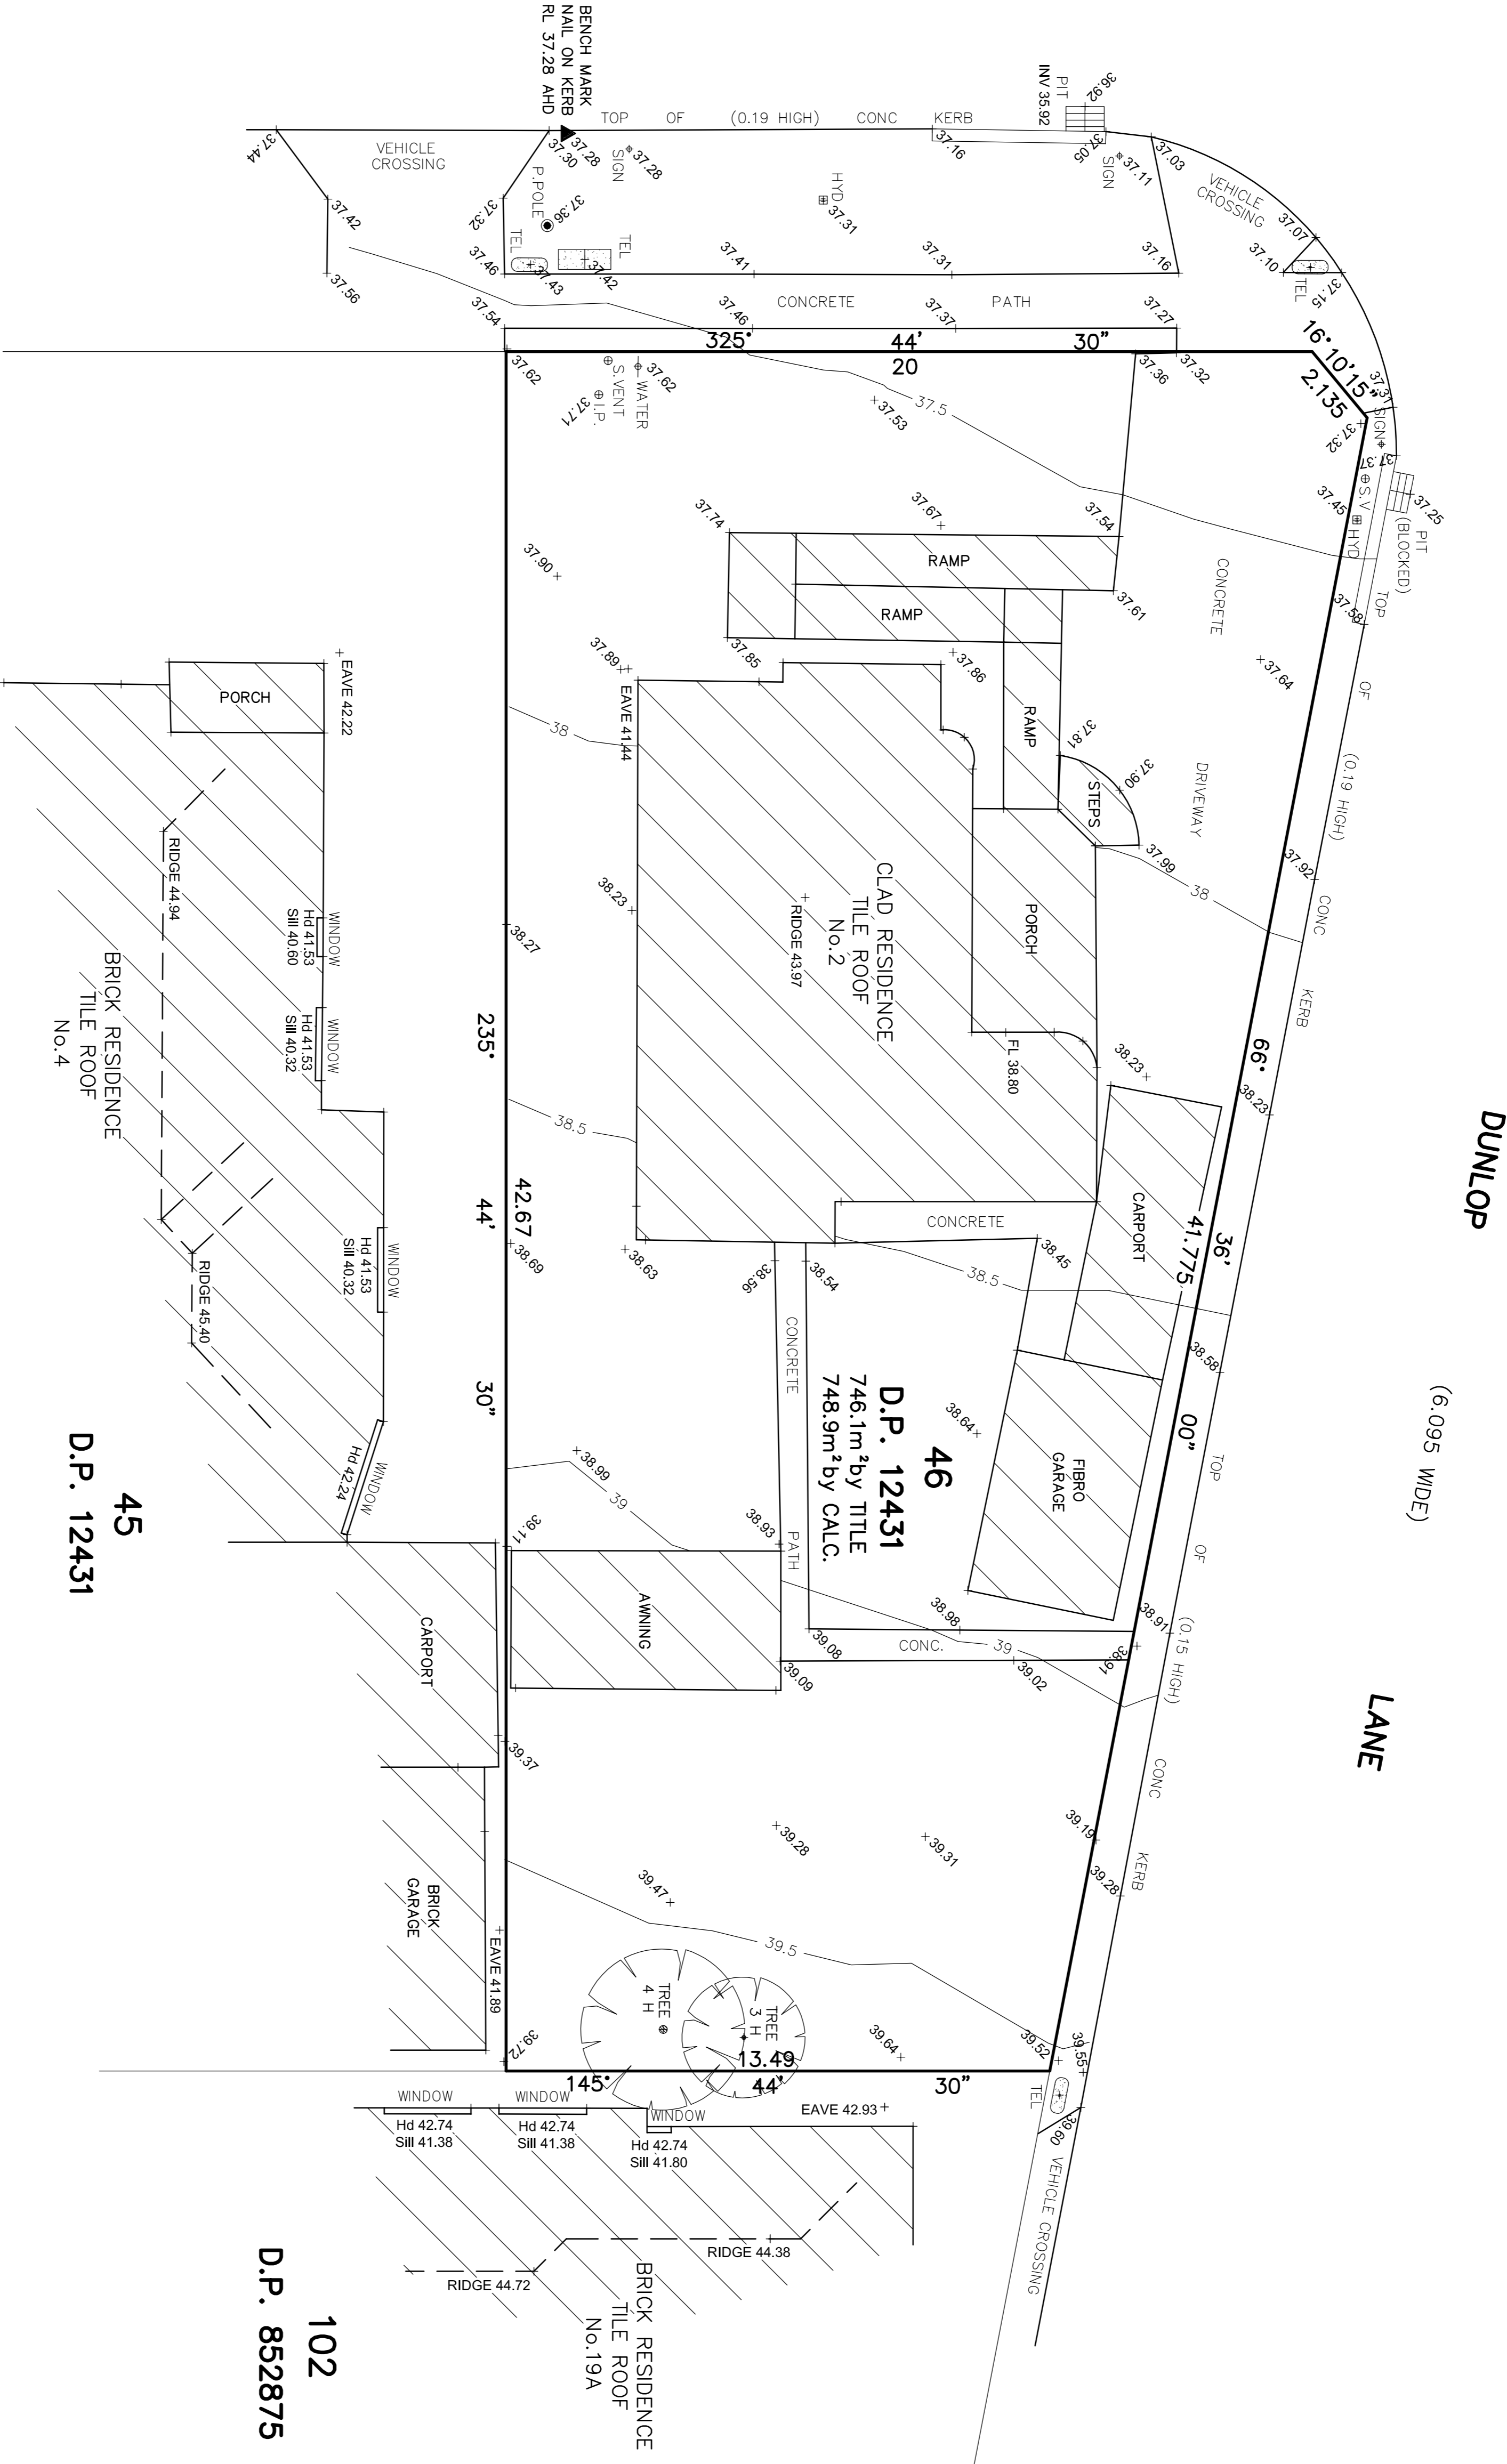 BENCH MARK
NAIL ON KERB
RL 37.28 AHD
TOP OF (0.19 HIGH) CONC KERB
PIT
INV 35.92
36.92
37.44
VEHICLE
CROSSING
37.30
37.28
SIGN
37.28
37.16
37.05
SIGN
37.11
37.03
VEHICLE
CROSSING
37.07
37.10
TEL
37.15
37.42
37.56
37.32
P.POLE
37.36
TEL
37.46
37.43
TEL
37.42
HYD
37.31
37.41
37.31
37.16
CONCRETE PATH
37.54
37.46
37.37
37.27
325° 44' 30"
20
16° 10'15"
2.135
37.31
SIGN
37.32
37.37
S.V
HYD
37.45
37.25
PIT
(BLOCKED)
37.62
S.VENT
WATER
37.62
I.P.
37.71
37.53
37.5
37.36
37.32
37.74
37.67
37.54
37.90
RAMP
RAMP
RAMP
37.61
37.85
37.86
37.89
EAVE 41.44
37.81
37.90
STEPS
37.99
CONCRETE
DRIVEWAY
37.64
37.58
TOP OF (0.19 HIGH) CONC KERB
37.92
38
38
38.23
38.27
CLAD RESIDENCE
TILE ROOF
No.2
RIDGE 43.97
PORCH
FL 38.80
38.23
38.23
66° 36' 00"
41.775
CARPORT
38.5
CONCRETE
38.45
38.5
38.63
38.69
38.56
38.54
235° 44' 30"
42.67
CONCRETE
PATH
46
D.P. 12431
746.1m² by TITLE
748.9m² by CALC.
38.64
38.58
FIBRO
GARAGE
38.99
39
38.93
39.11
AWNING
38.98
39.08
39.09
CONC.
39
39.02
38.91
38.91
TOP OF (0.15 HIGH) CONC KERB
39.37
39.28
39.31
39.19
39.28
39.47
39.5
TREE
4 H
TREE
3 H
39.64
39.52
39.55
39.72
TEL
39.60
VEHICLE CROSSING
145° 44' 30"
13.49
DUNLOP LANE
(6.095 WIDE)
EAVE 42.22
PORCH
RIDGE 44.94
WINDOW
Hd 41.53
Sill 40.60
WINDOW
Hd 41.53
Sill 40.32
BRICK RESIDENCE
TILE ROOF
No.4
WINDOW
Hd 41.53
Sill 40.32
RIDGE 45.40
WINDOW
Hd 42.24
45
D.P. 12431
CARPORT
BRICK
GARAGE
EAVE 41.89
WINDOW
Hd 42.74
Sill 41.38
WINDOW
Hd 42.74
Sill 41.38
WINDOW
Hd 42.74
Sill 41.80
EAVE 42.93
RIDGE 44.38
RIDGE 44.72
BRICK RESIDENCE
TILE ROOF
No.19A
102
D.P. 852875